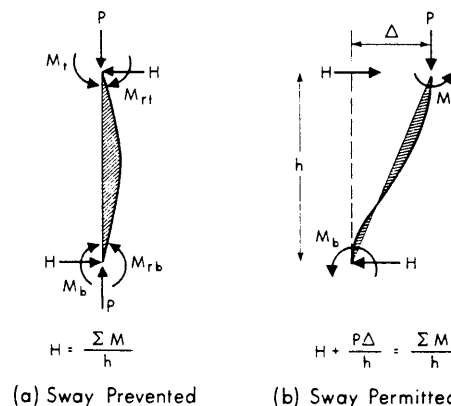 P
M_t
H
M_rt
H
M_rb
M_b
P
H = ΣM / h
(a) Sway Prevented
P
Δ
H
M
h
M_b
H
H + PΔ / h = ΣM / h
(b) Sway Permitted